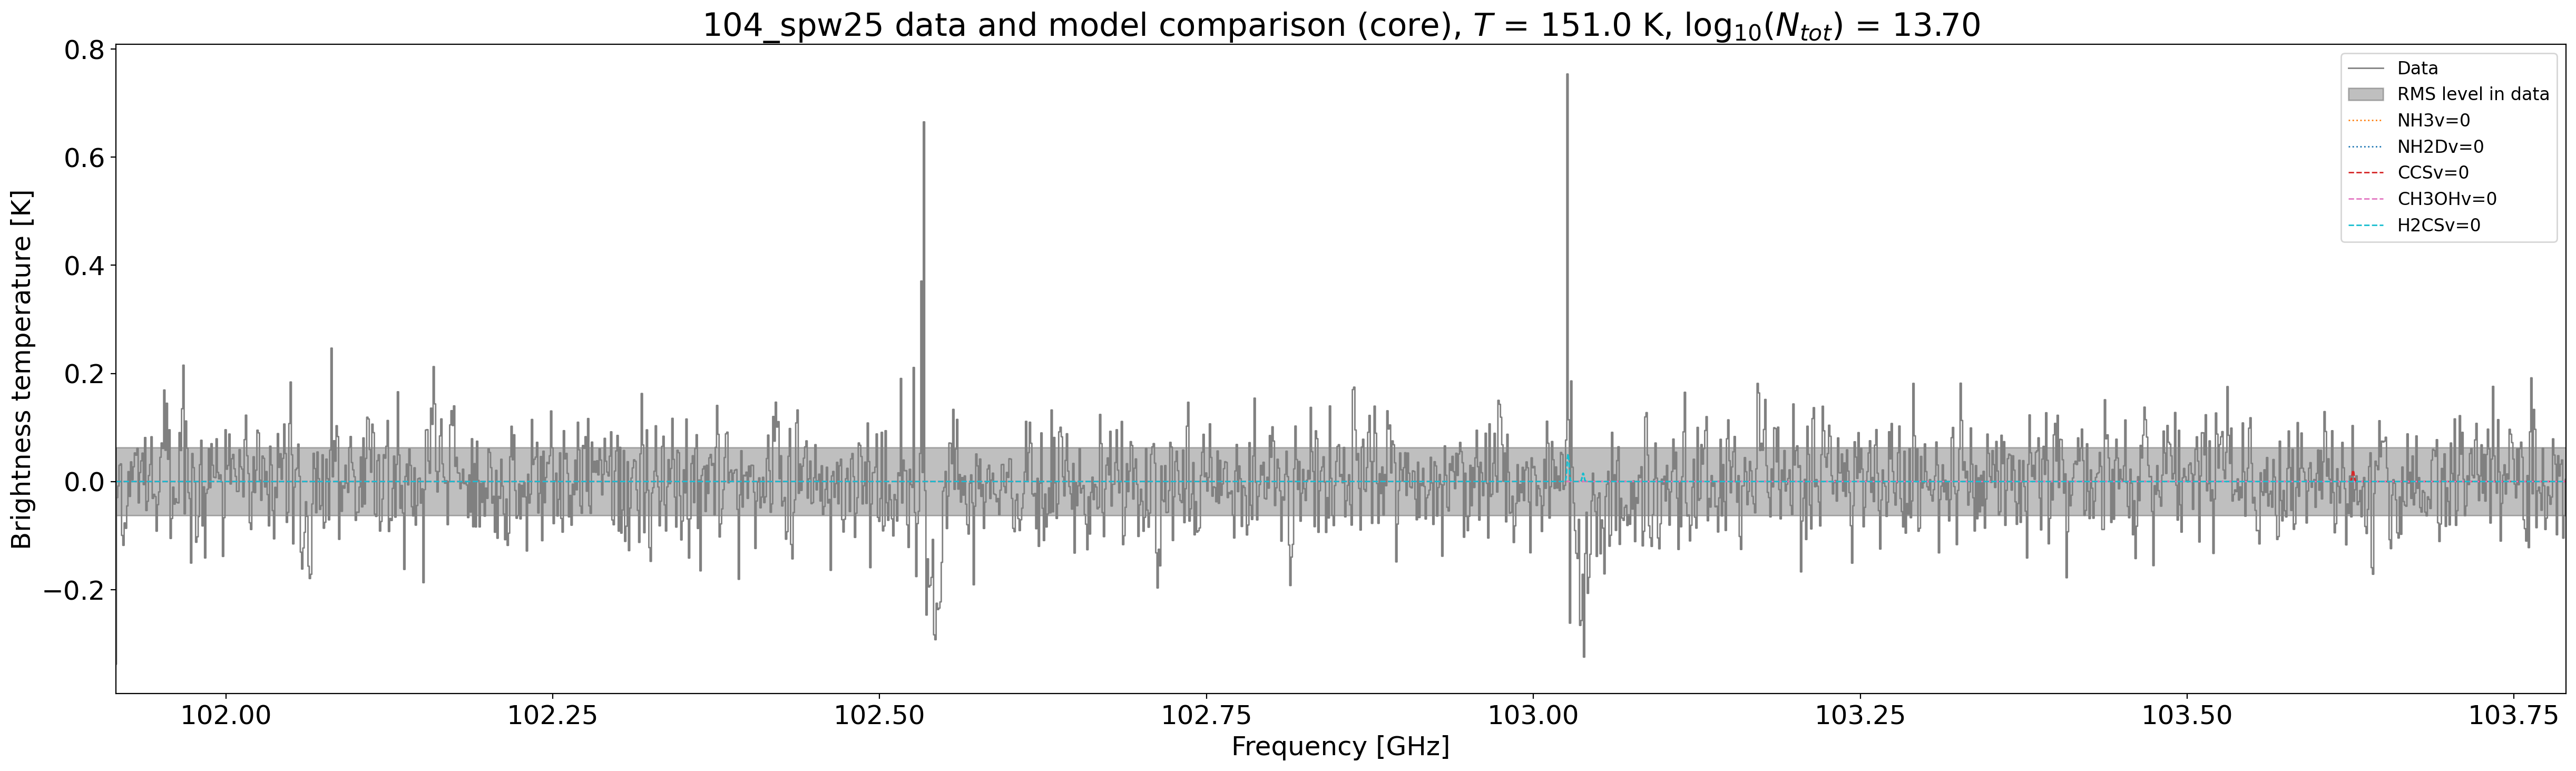 104_spw25 data and model comparison (core), T = 151.0 K, log₁₀(Nₜₒₜ) = 13.70
Brightness temperature [K]
0.8
0.6
0.4
0.2
0.0
−0.2
Data
RMS level in data
NH3v=0
NH2Dv=0
CCSv=0
CH3OHv=0
H2CSv=0
102.00 102.25 102.50 102.75 103.00 103.25 103.50 103.75
Frequency [GHz]